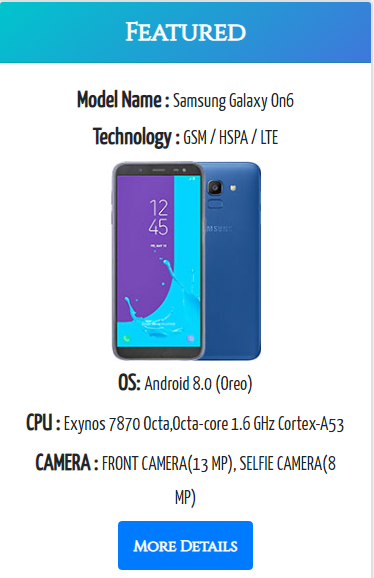 Featured
Model Name : Samsung Galaxy On6
Technology : GSM / HSPA / LTE
12
45
SAMSUNG
OS: Android 8.0 (Oreo)
CPU : Exynos 7870 Octa,Octa-core 1.6 GHz Cortex-A53
CAMERA : FRONT CAMERA(13 MP), SELFIE CAMERA(8
MP)
More Details